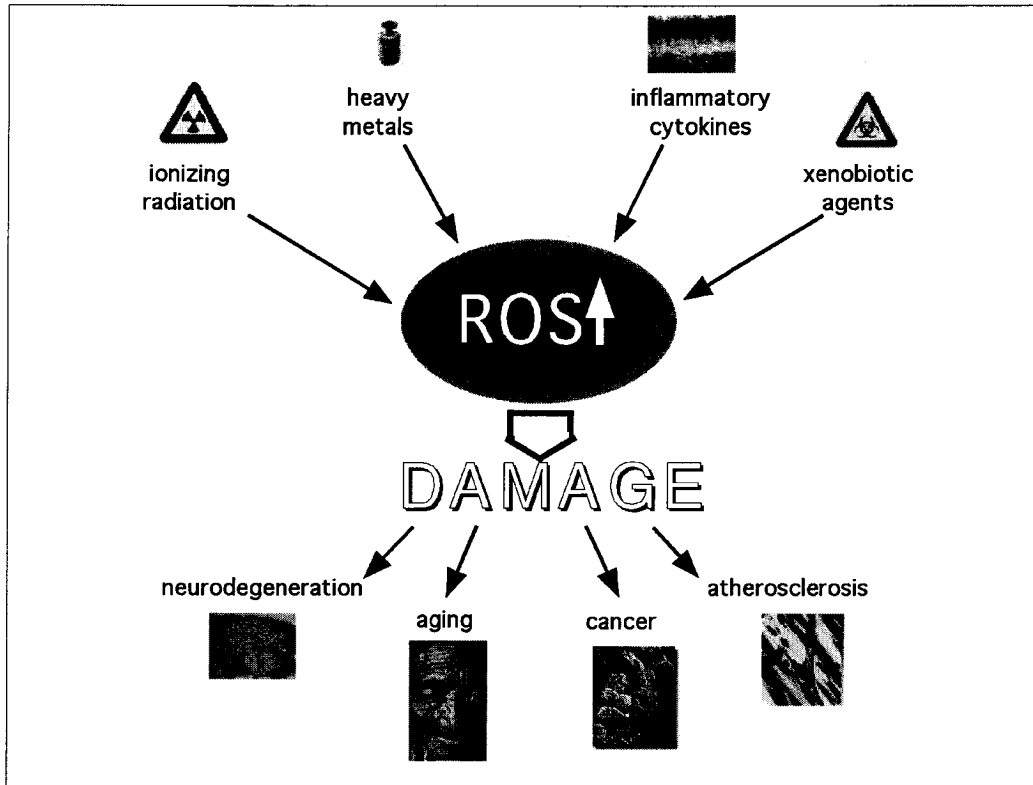 heavy
metals
inflammatory
cytokines
ionizing
radiation
xenobiotic
agents
ROS
DAMAGE
neurodegeneration
aging
cancer
atherosclerosis